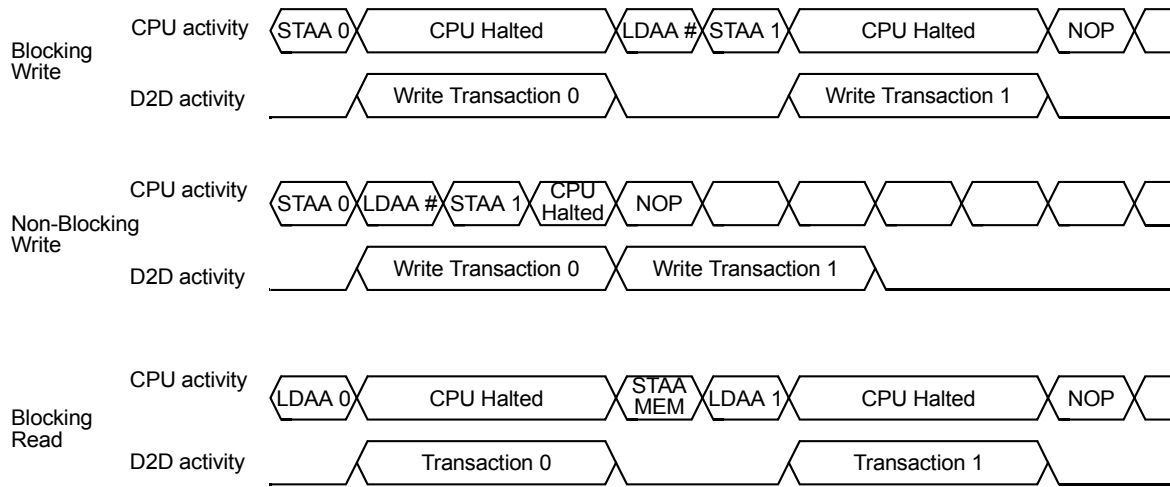 CPU activity STAA 0 CPU Halted LDAA # STAA 1 CPU Halted NOP
Blocking
Write
D2D activity Write Transaction 0 Write Transaction 1
CPU activity STAA 0 LDAA # STAA 1 CPU
Halted NOP
Non-Blocking
Write
D2D activity Write Transaction 0 Write Transaction 1
CPU activity LDAA 0 CPU Halted STAA
MEM LDAA 1 CPU Halted NOP
Blocking
Read
D2D activity Transaction 0 Transaction 1